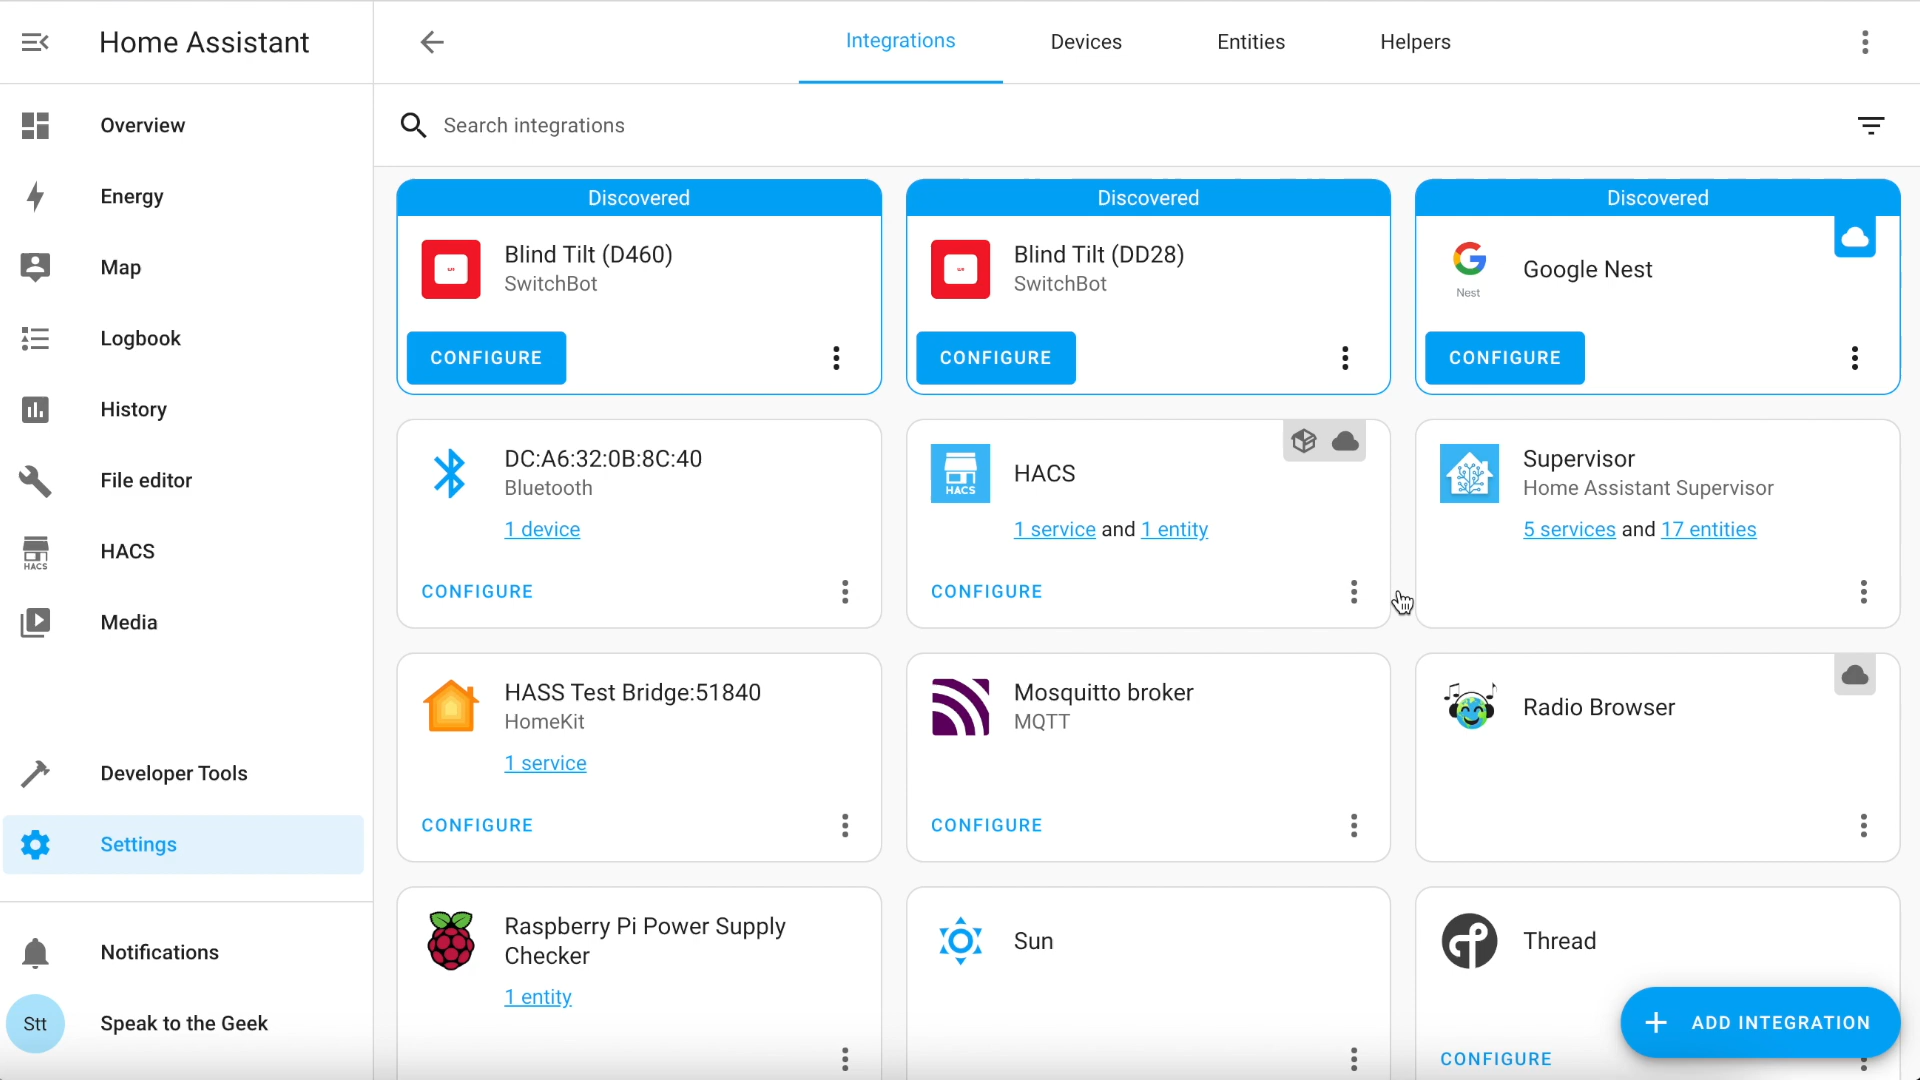 Home Assistant
Overview
Energy
Map
Logbook
History
File editor
HACS
HACS
Media
Developer Tools
Settings
Notifications
Stt
Speak to the Geek
Integrations
Devices
Entities
Helpers
Search integrations
Discovered
Blind Tilt (D460)
SwitchBot
CONFIGURE
Discovered
Blind Tilt (DD28)
SwitchBot
CONFIGURE
Discovered
Nest
Google Nest
CONFIGURE
DC:A6:32:0B:8C:40
Bluetooth
1 device
CONFIGURE
HACS
HACS
1 service and 1 entity
CONFIGURE
Supervisor
Home Assistant Supervisor
5 services and 17 entities
HASS Test Bridge:51840
HomeKit
1 service
CONFIGURE
Mosquitto broker
MQTT
CONFIGURE
Radio Browser
Raspberry Pi Power Supply
Checker
1 entity
Sun
Thread
CONFIGURE
ADD INTEGRATION